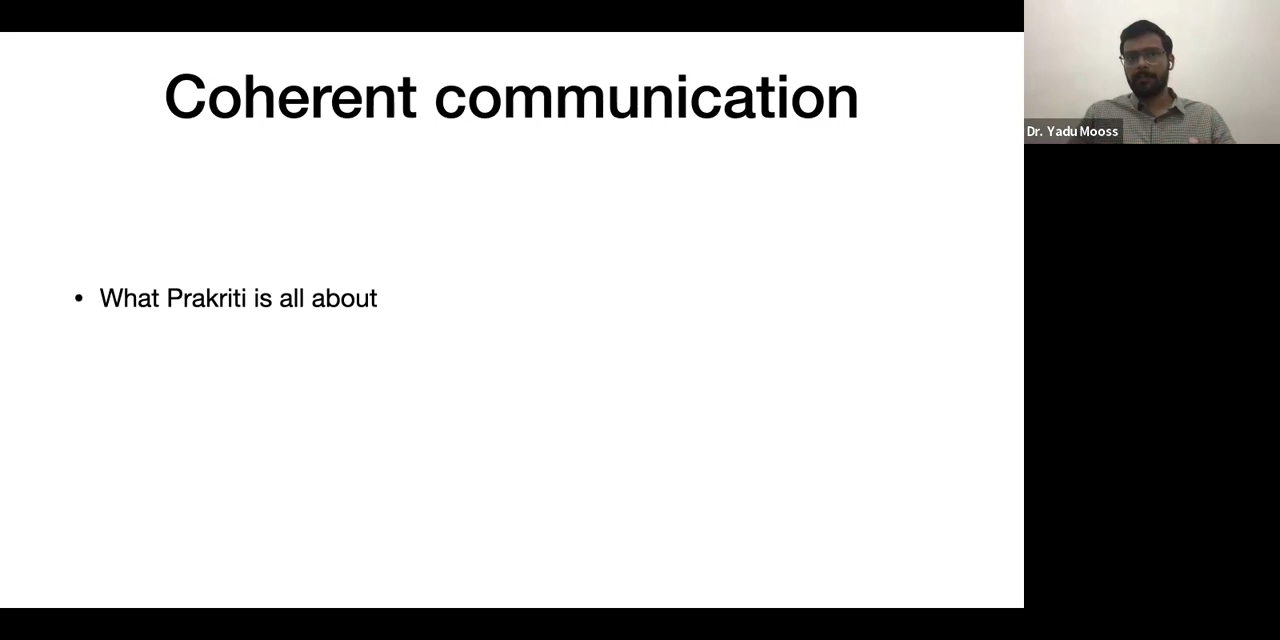 Coherent communication
• What Prakriti is all about
Dr. Yadu Mooss